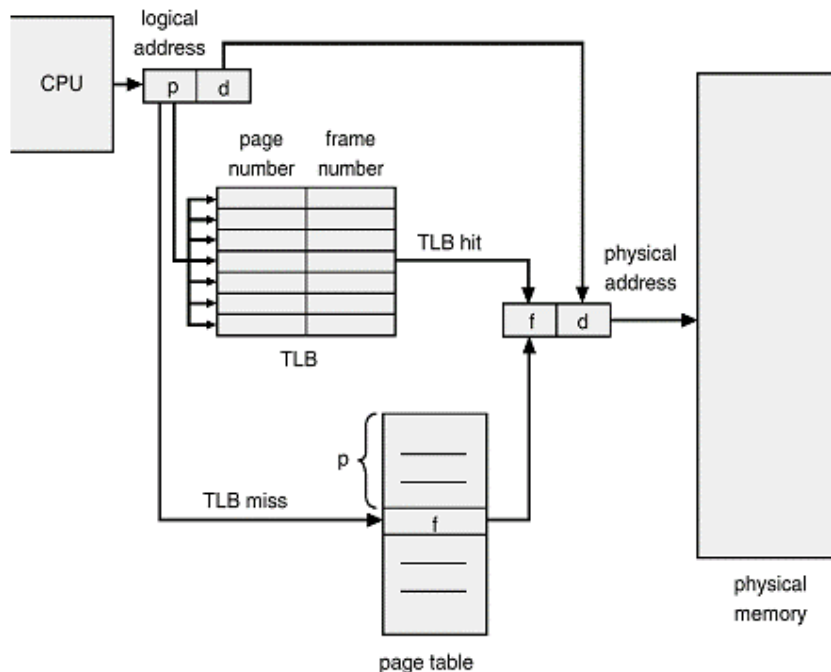 logical
address
CPU
p
d
page
number
frame
number
TLB hit
physical
address
f
d
TLB
p
TLB miss
f
physical
memory
page table